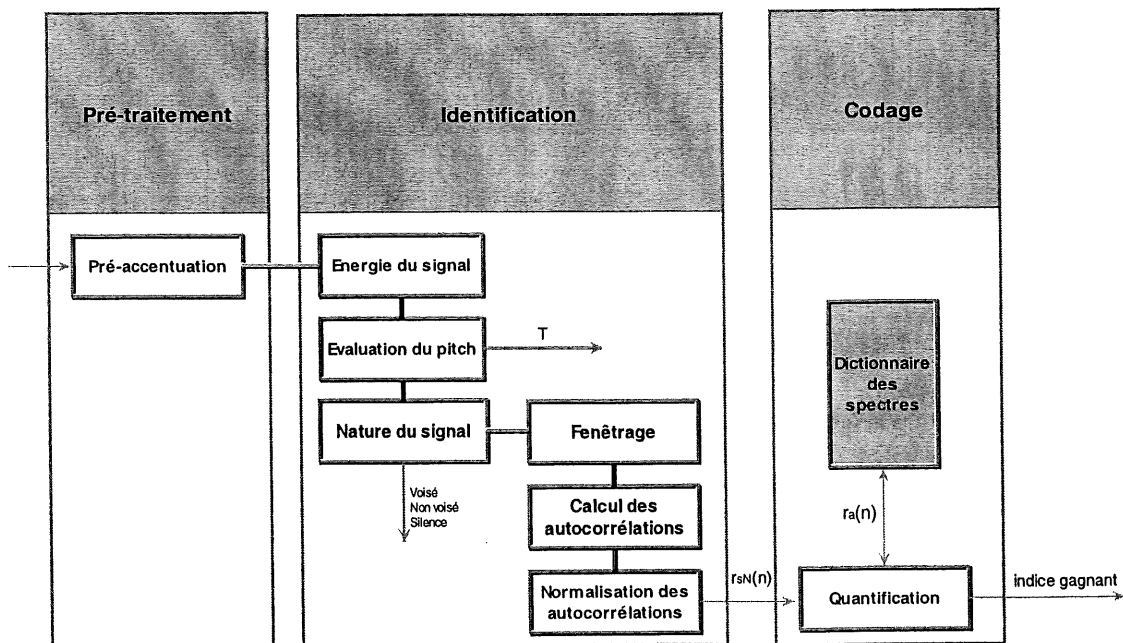 Pré-traitement
Identification
Codage
Pré-accentuation
Energie du signal
Evaluation du pitch
T
Nature du signal
Fenêtrage
Voisé
Non voisé
Silence
Calcul des
autocorrélations
Normalisation des
autocorrélations
rsN(n)
Dictionnaire
des
spectres
ra(n)
Quantification
indice gagnant